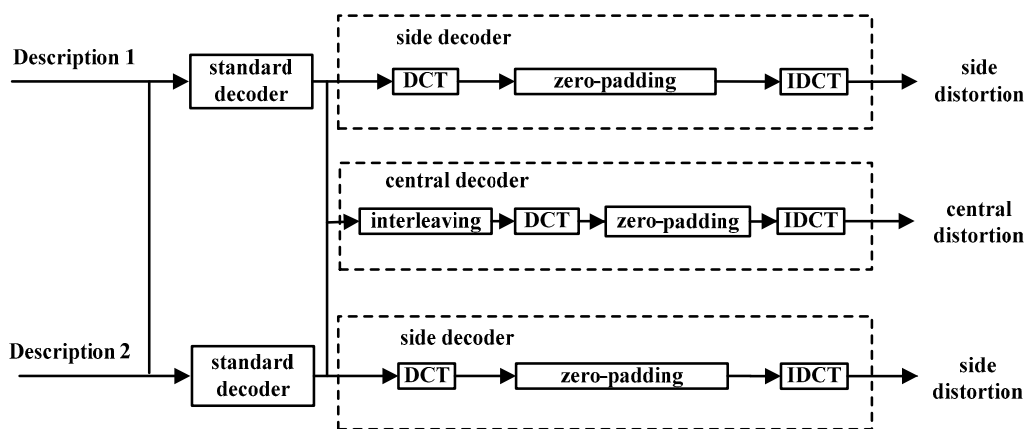 side decoder
Description 1
standard
decoder
DCT
zero-padding
IDCT
side
distortion
central decoder
interleaving
DCT
zero-padding
IDCT
central
distortion
side decoder
Description 2
standard
decoder
DCT
zero-padding
IDCT
side
distortion